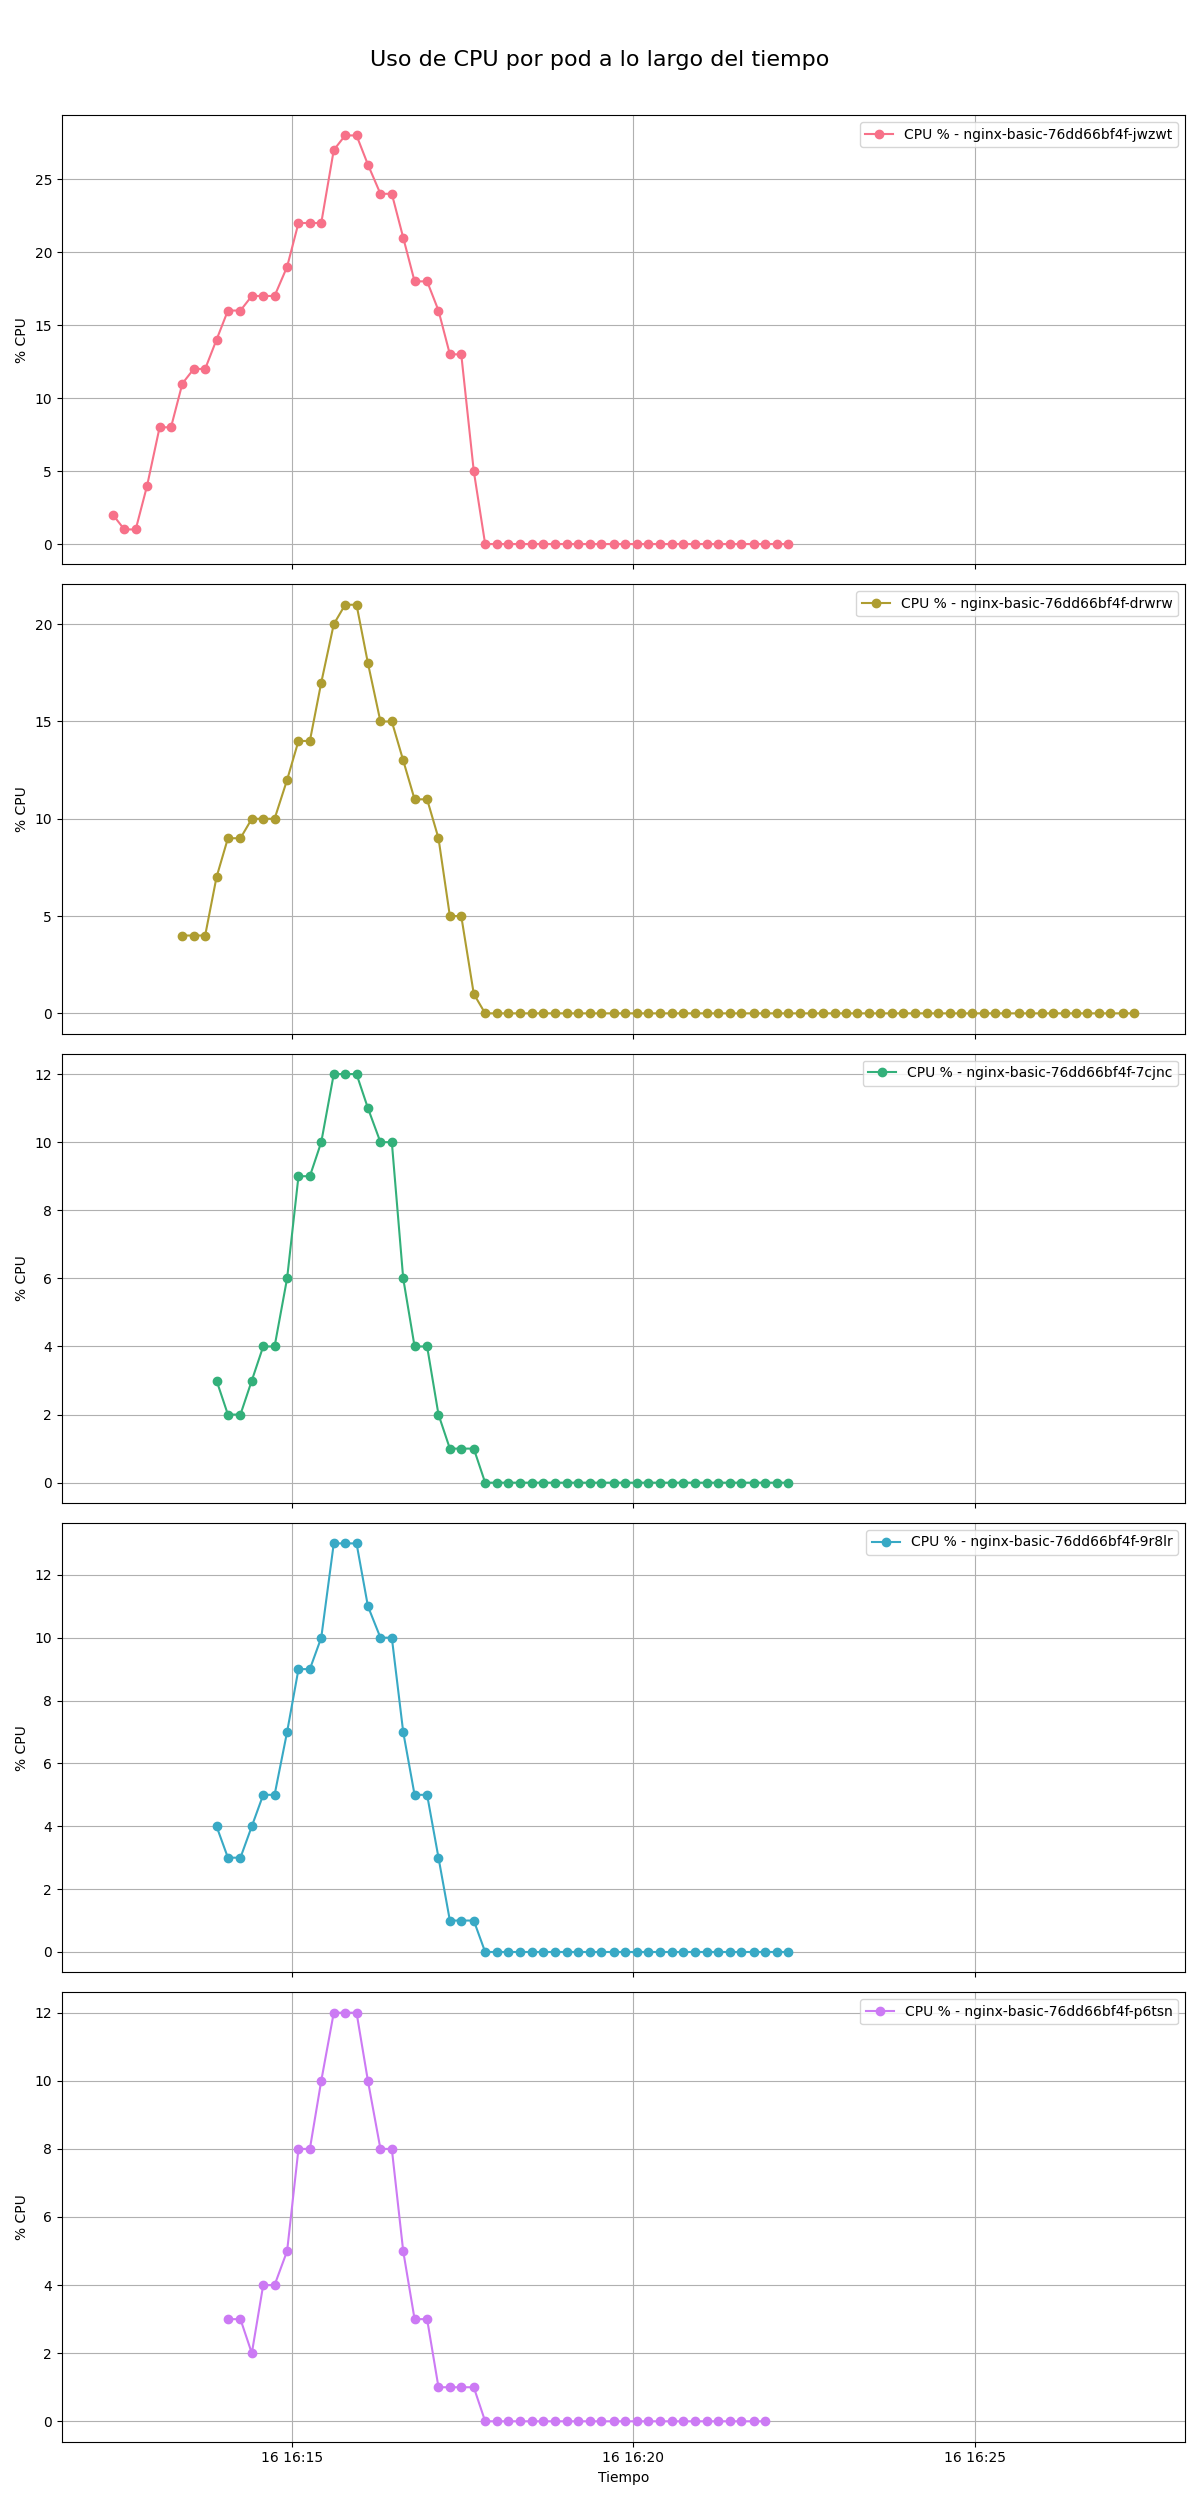 Uso de CPU por pod a lo largo del tiempo
CPU % - nginx-basic-76dd66bf4f-jwzwt
25
20
15
10
5
0
% CPU
CPU % - nginx-basic-76dd66bf4f-drwrw
20
15
10
5
0
% CPU
CPU % - nginx-basic-76dd66bf4f-7cjnc
12
10
8
6
4
2
0
% CPU
CPU % - nginx-basic-76dd66bf4f-9r8lr
12
10
8
6
4
2
0
% CPU
CPU % - nginx-basic-76dd66bf4f-p6tsn
12
10
8
6
4
2
0
% CPU
16 16:15 16 16:20 16 16:25
Tiempo